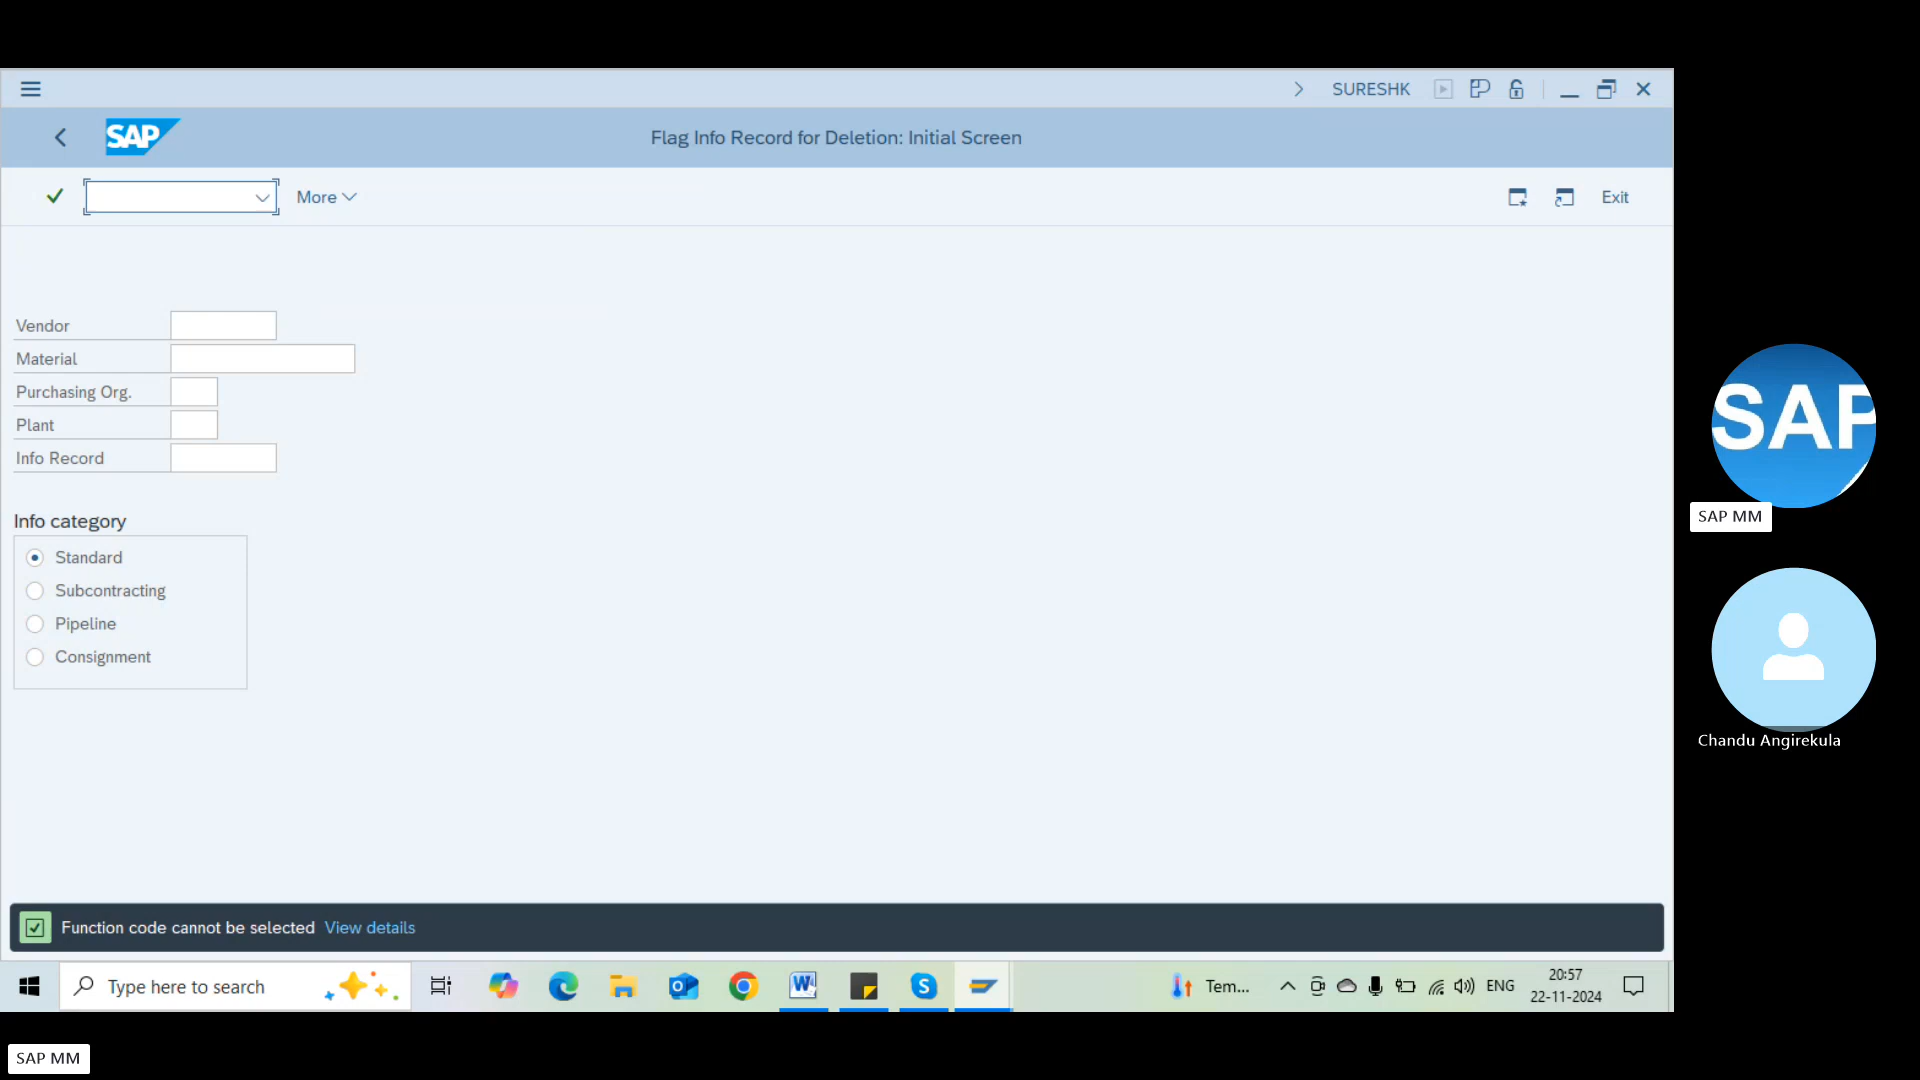 SURESHK
SAP
Flag Info Record for Deletion: Initial Screen
More
Exit
Vendor
Material
Purchasing Org.
Plant
Info Record
Info category
Standard
Subcontracting
Pipeline
Consignment
Function code cannot be selected View details
Type here to search
Tem...
ENG
20:57
22-11-2024
SAP
SAP MM
Chandu Angirekula
SAP MM